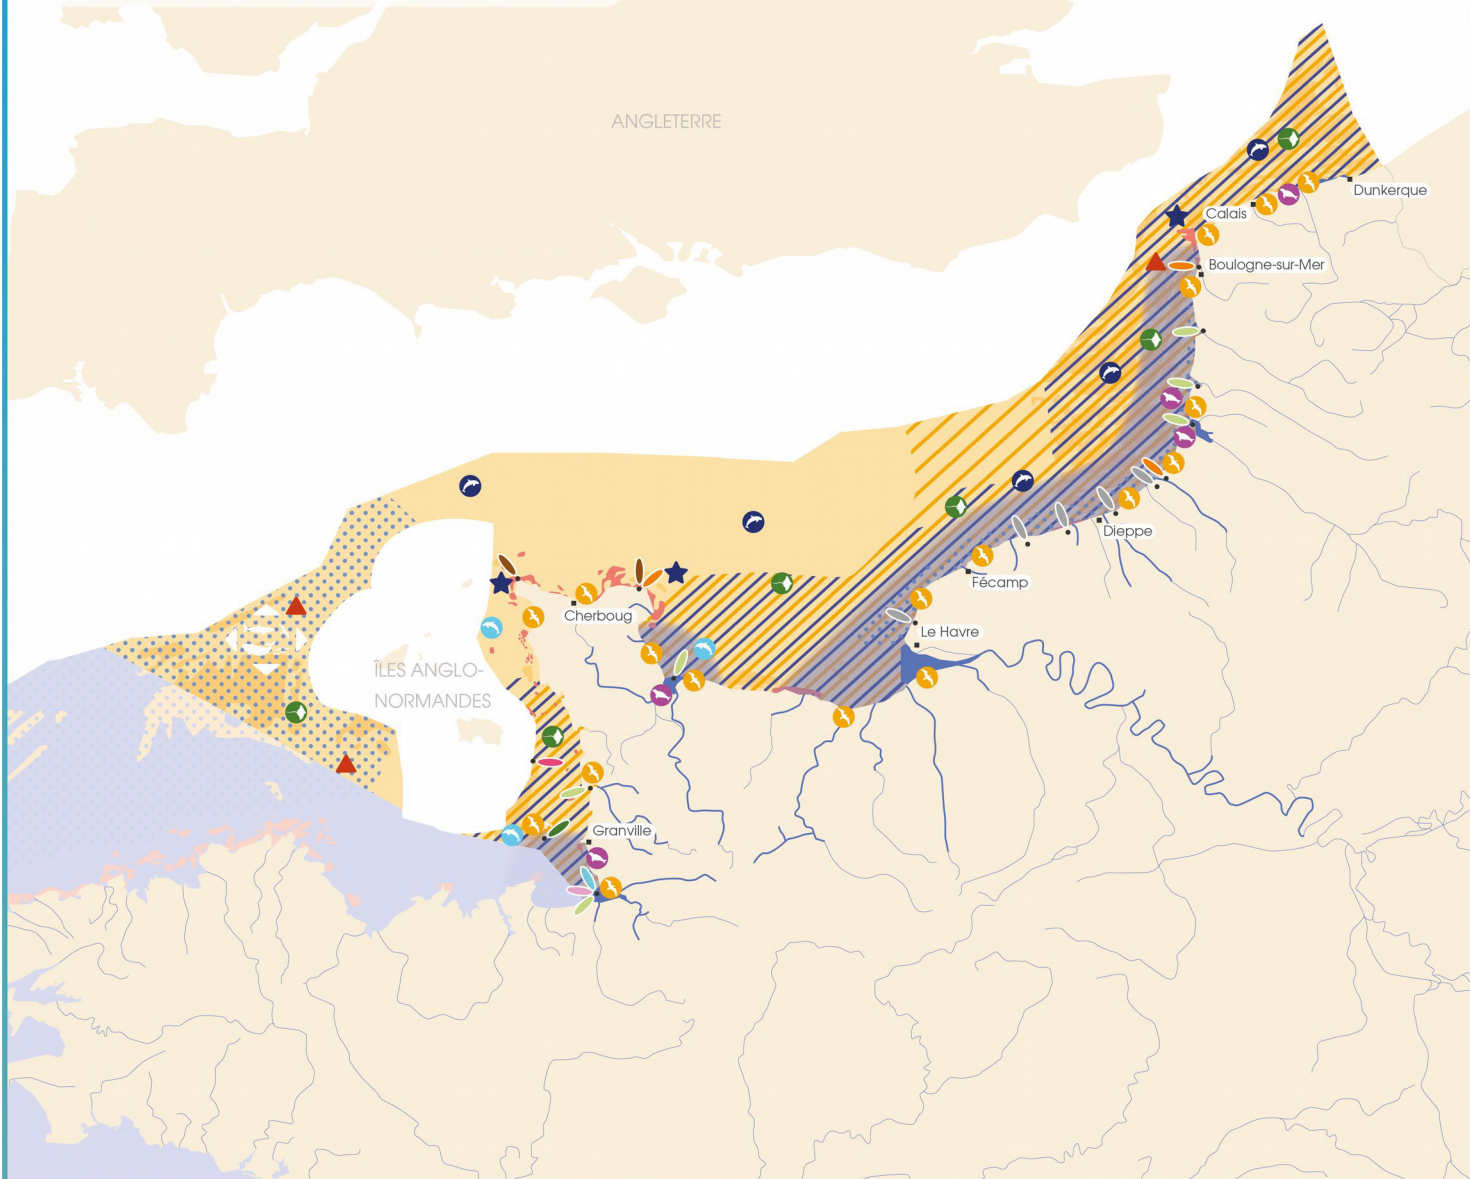 ANGLETERRE
Dunkerque
Calais
Boulogne-sur-Mer
Dieppe
Fécamp
Cherboug
Le Havre
ÎLES ANGLO-
NORMANDES
Granville